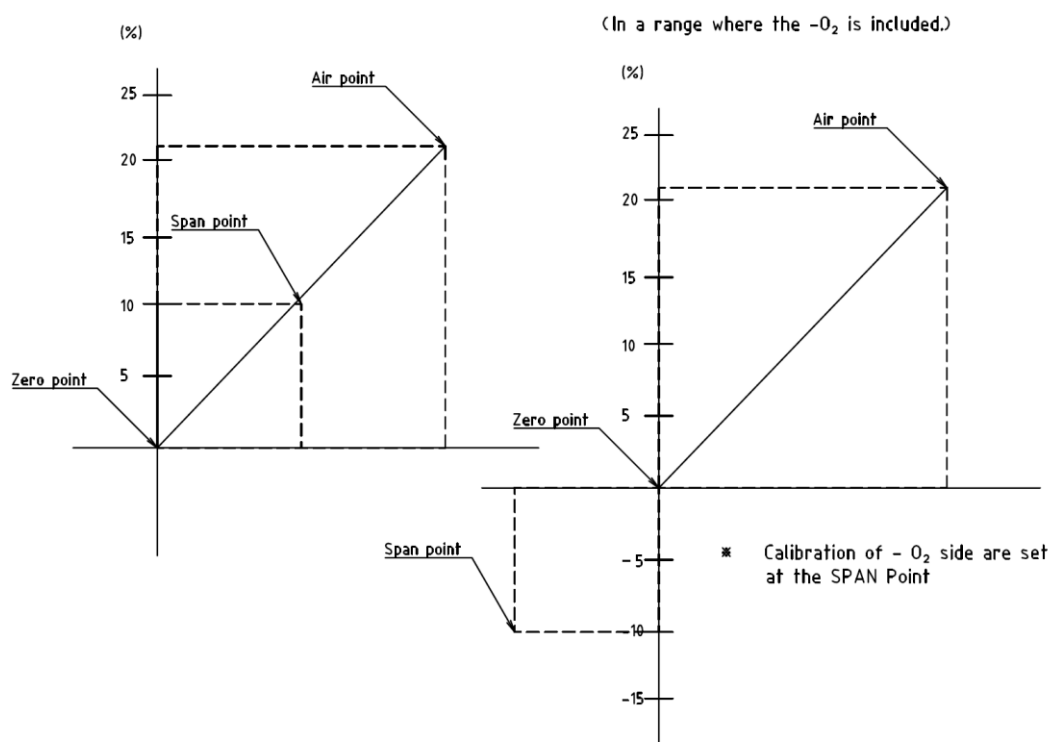 (%)
25
20
15
10
5
Air point
Span point
Zero point
(In a range where the -O₂ is included.)
(%)
25
20
15
10
5
-5
-10
-15
Air point
Zero point
Span point
* Calibration of - O₂ side are set
at the SPAN Point